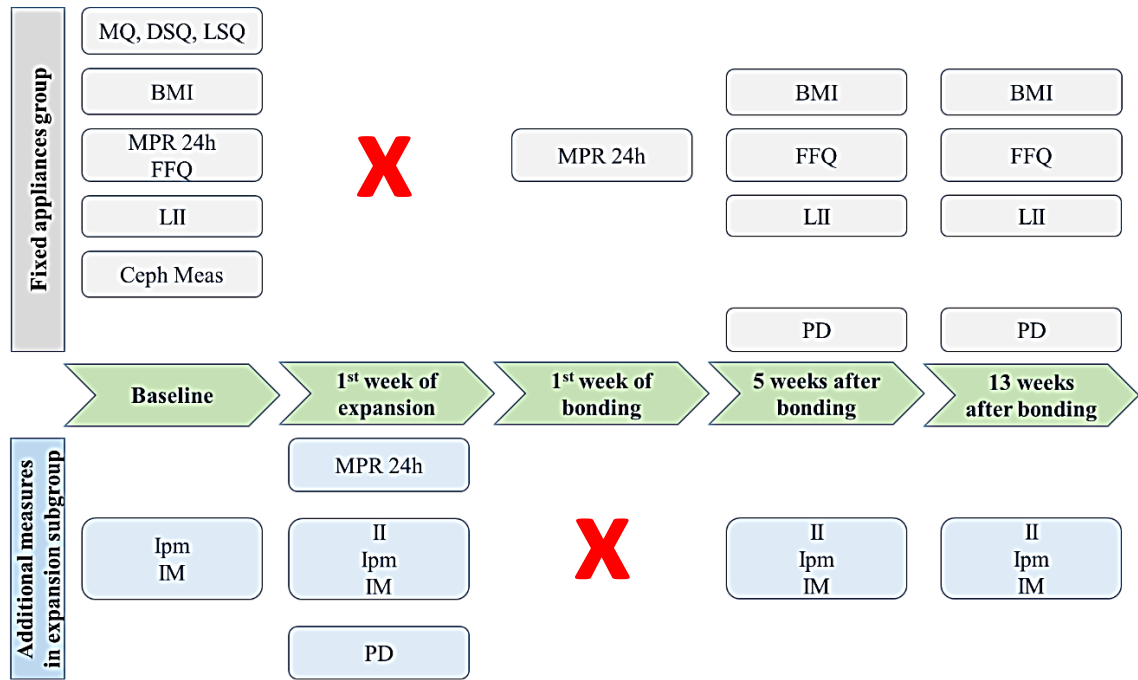 Fixed appliances group
MQ, DSQ, LSQ
BMI
MPR 24h
FFQ
LII
Ceph Meas
X
MPR 24h
BMI
FFQ
LII
PD
BMI
FFQ
LII
PD
Baseline
1st week of
expansion
1st week of
bonding
5 weeks after
bonding
13 weeks
after bonding
Additional measures
in expansion subgroup
Ipm
IM
MPR 24h
II
Ipm
IM
PD
X
II
Ipm
IM
II
Ipm
IM